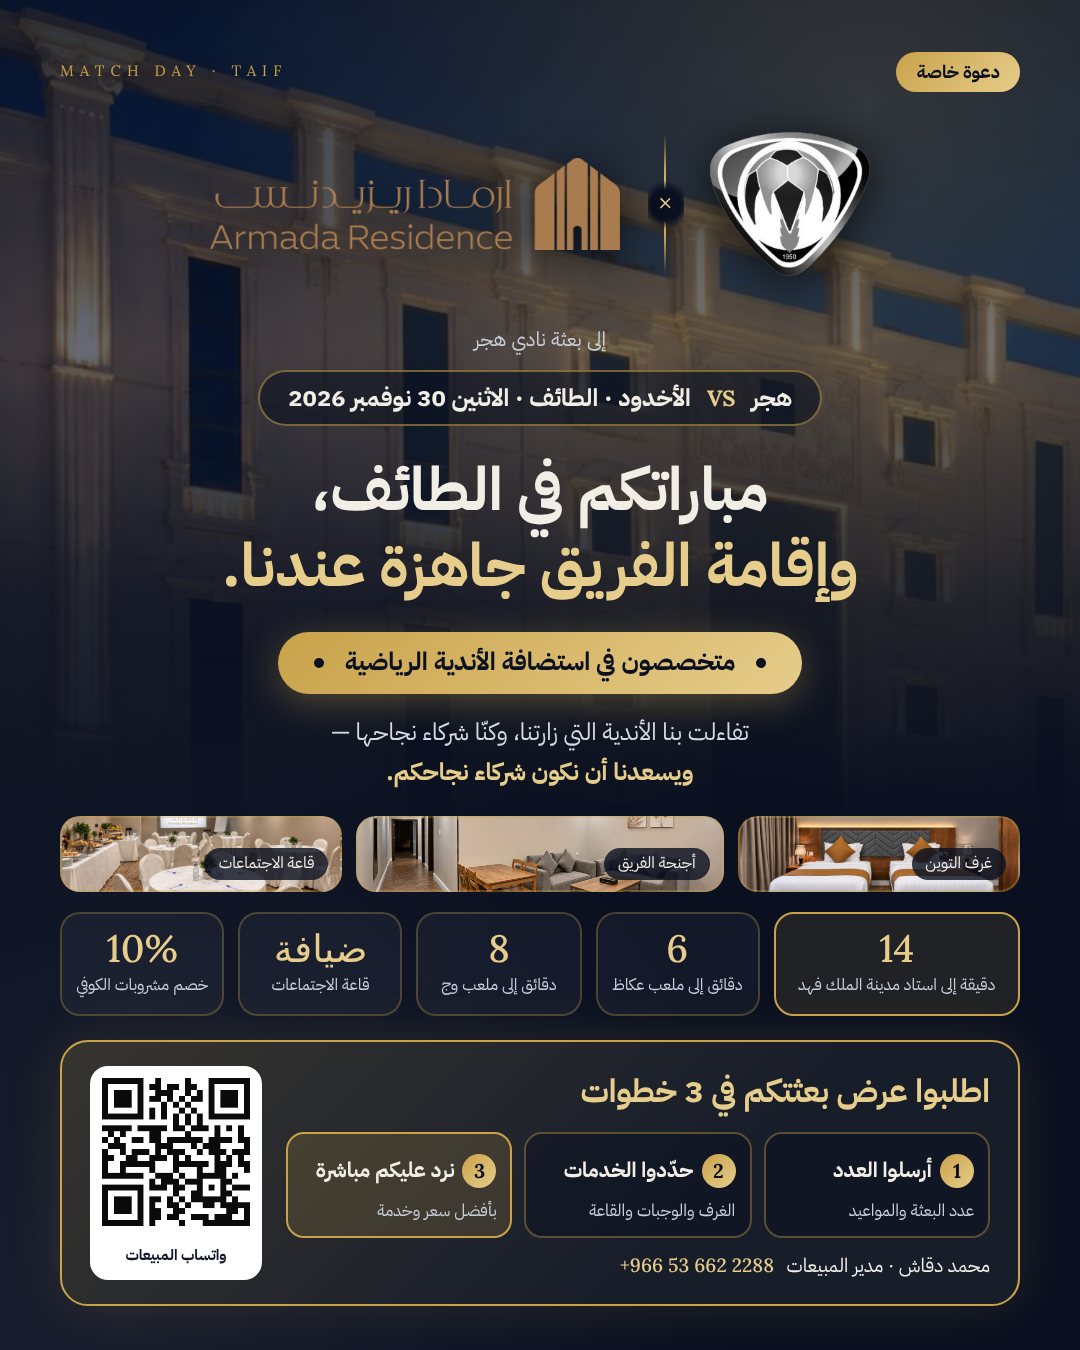 دعوة خاصة
MATCH DAY · TAIF
1950
×
ارمادا ريزيدنس
Armada Residence
إلى بعثة نادي هجر
هجر VS الأخدود · الطائف · الاثنين 30 نوفمبر 2026
مباراتكم في الطائف،
وإقامة الفريق جاهزة عندنا.
• متخصصون في استضافة الأندية الرياضية •
تفاءلت بنا الأندية التي زارتنا، وكنّا شركاء نجاحها —
ويسعدنا أن نكون شركاء نجاحكم.
غرف التوين
أجنحة الفريق
قاعة الاجتماعات
14
دقيقة إلى استاد مدينة الملك فهد
6
دقائق إلى ملعب عكاظ
8
دقائق إلى ملعب وج
ضيافة
قاعة الاجتماعات
10%
خصم مشروبات الكوفي
اطلبوا عرض بعثتكم في 3 خطوات
1 أرسلوا العدد
عدد البعثة والمواعيد
2 حدّدوا الخدمات
الغرف والوجبات والقاعة
3 نرد عليكم مباشرة
بأفضل سعر وخدمة
محمد دقاش · مدير المبيعات +966 53 662 2288
واتساب المبيعات